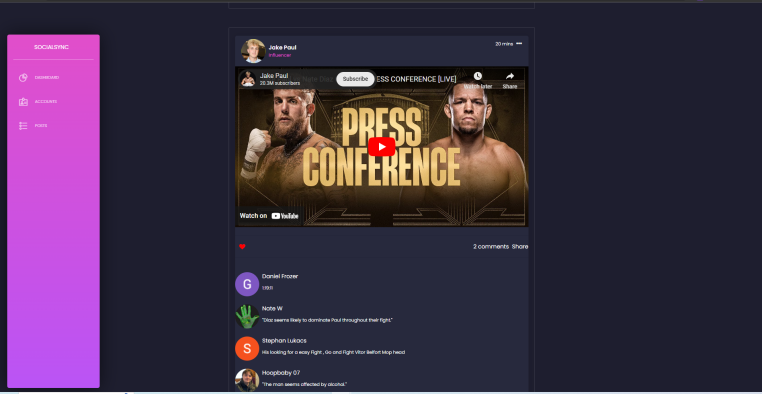 SOCIALSYNC
DASHBOARD
ACCOUNTS
POSTS
Jake Paul
Influencer
20 mins
Jake Paul
20.3M subscribers
Subscribe
ESS CONFERENCE [LIVE]
Watch later
Share
PRESS
CONFERENCE
Watch on YouTube
2 comments Share
G
Daniel Frozer
Nate W
"Diaz seems likely to dominate Paul throughout their fight."
S
Stephan Lukacs
His looking for a easy Fight , Go and Fight Vitor Belfort Mop head
Hoopbaby 07
"The man seems affected by alcohol."